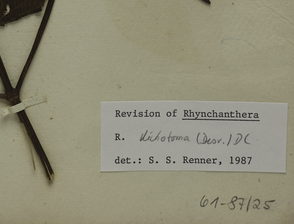 Revision of Rhynchanthera
R. dichotoma (Desr.) DC
det.: S. S. Renner, 1987
61-87/25